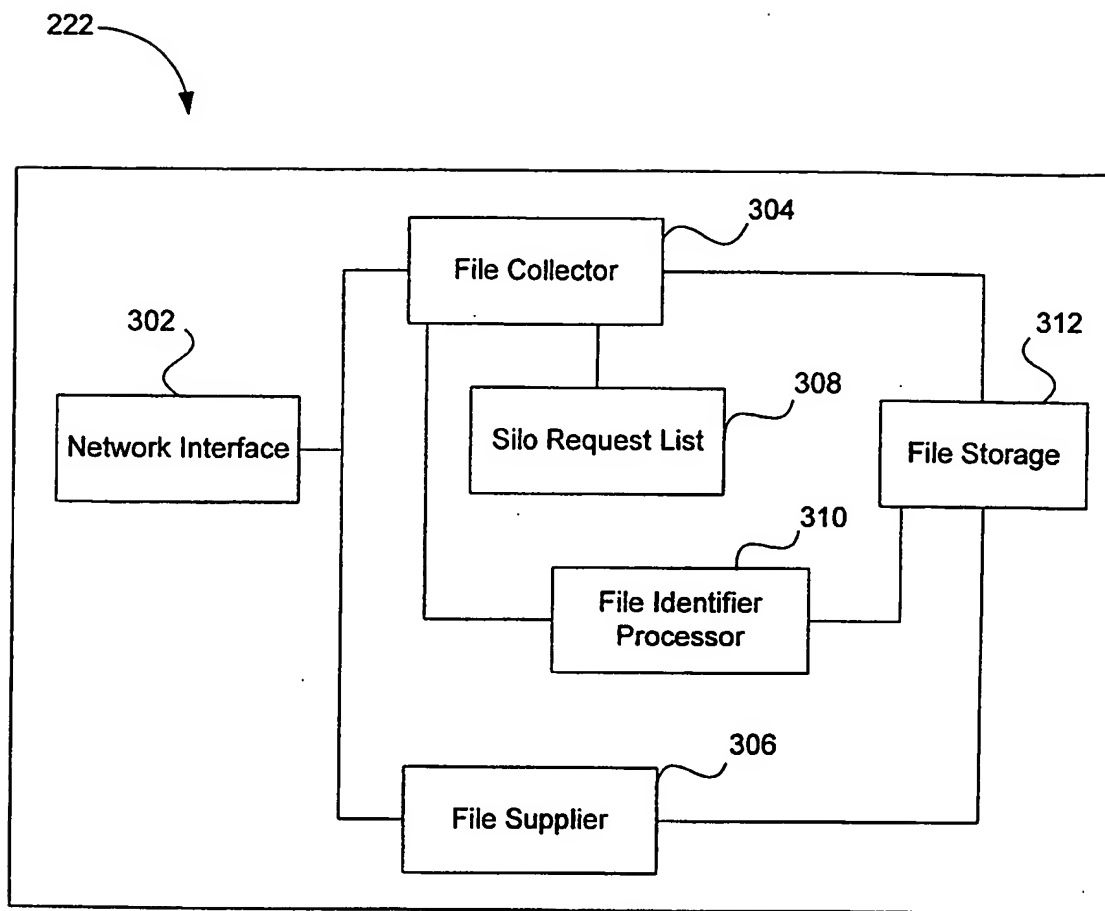 222
304
File Collector
302
312
Network Interface
308
Silo Request List
File Storage
310
File Identifier
Processor
306
File Supplier